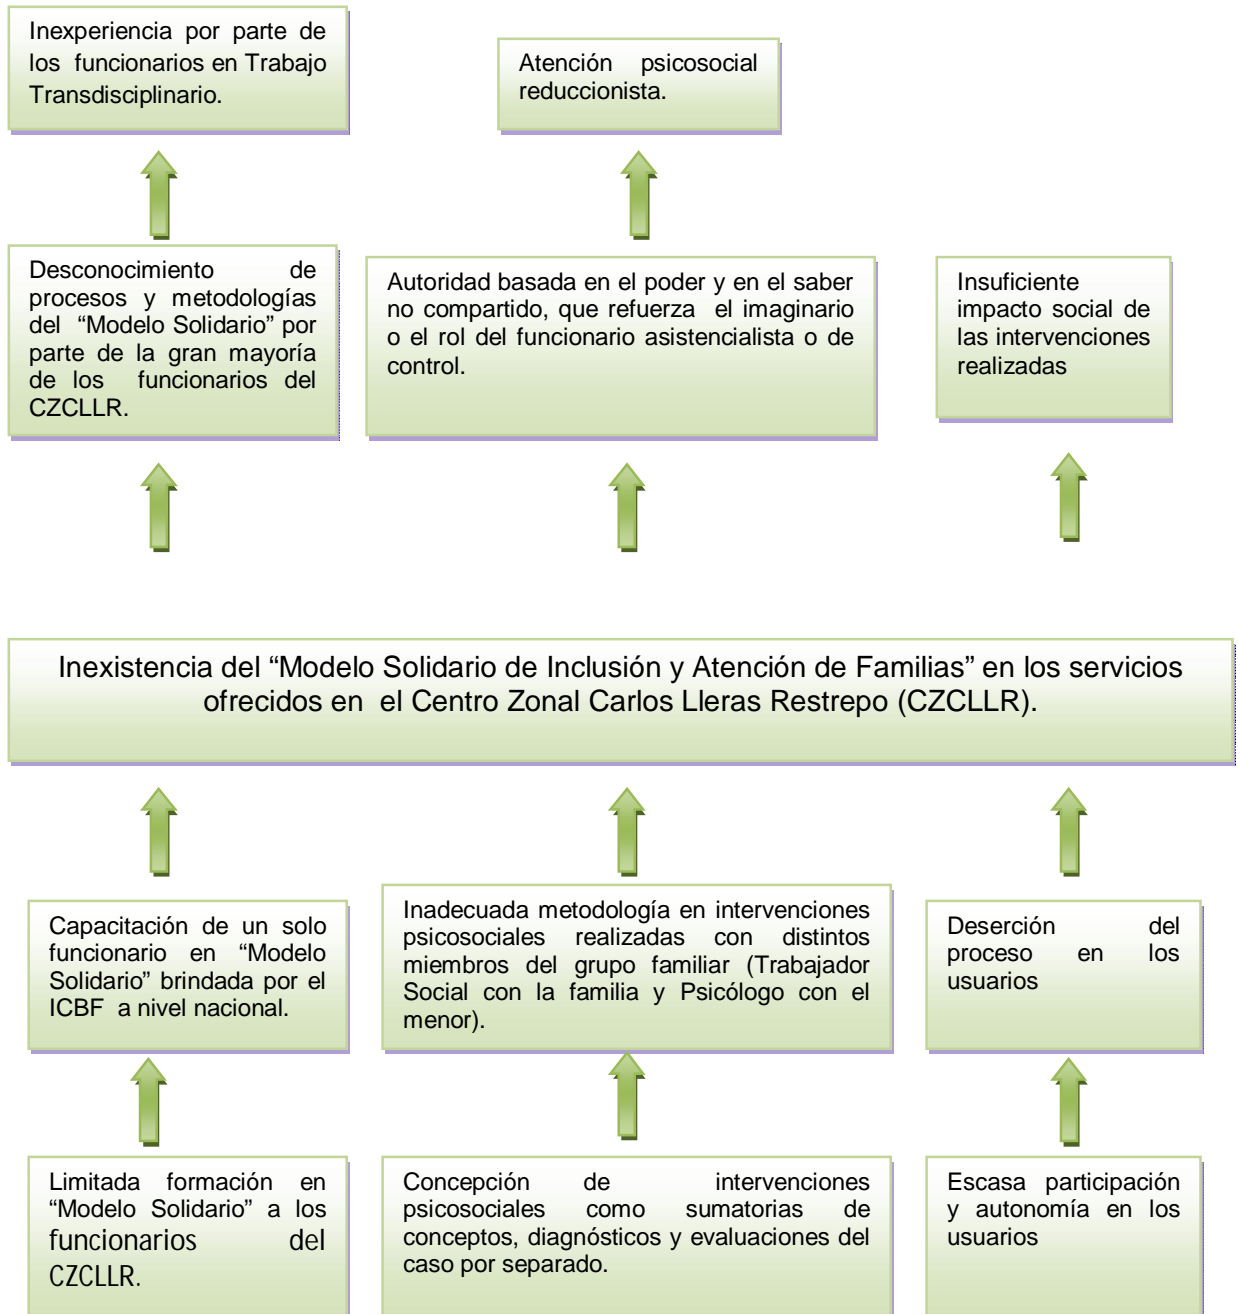 Inexperiencia por parte de
los funcionarios en Trabajo
Transdisciplinario.
Atención psicosocial
reduccionista.
Desconocimiento de
procesos y metodologías
del “Modelo Solidario” por
parte de la gran mayoría
de los funcionarios del
CZCLLR.
Autoridad basada en el poder y en el saber
no compartido, que refuerza el imaginario
o el rol del funcionario asistencialista o de
control.
Insuficiente
impacto social de
las intervenciones
realizadas
Inexistencia del “Modelo Solidario de Inclusión y Atención de Familias” en los servicios
ofrecidos en el Centro Zonal Carlos Lleras Restrepo (CZCLLR).
Capacitación de un solo
funcionario en “Modelo
Solidario” brindada por el
ICBF a nivel nacional.
Inadecuada metodología en intervenciones
psicosociales realizadas con distintos
miembros del grupo familiar (Trabajador
Social con la familia y Psicólogo con el
menor).
Deserción del
proceso en los
usuarios
Limitada formación en
“Modelo Solidario” a los
funcionarios del
CZCLLR.
Concepción de intervenciones
psicosociales como sumatorias de
conceptos, diagnósticos y evaluaciones del
caso por separado.
Escasa participación
y autonomía en los
usuarios